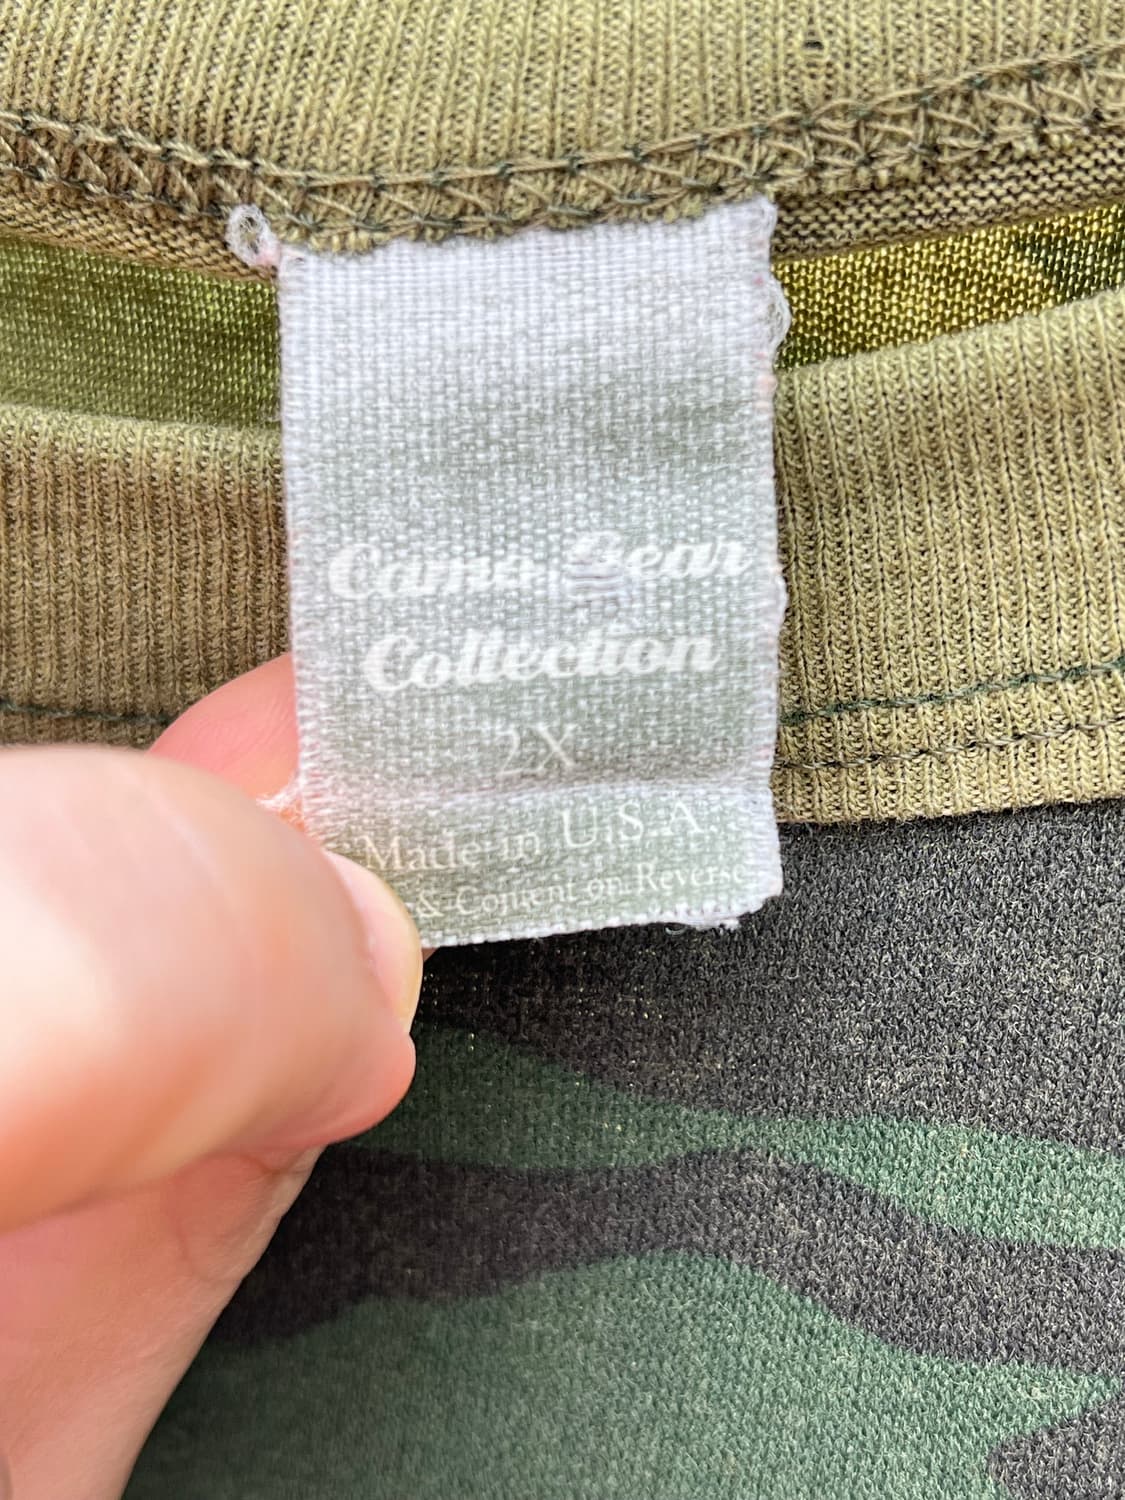 Camo Gear
Collection
2X
Made in U.S.A.
& Content on Reverse